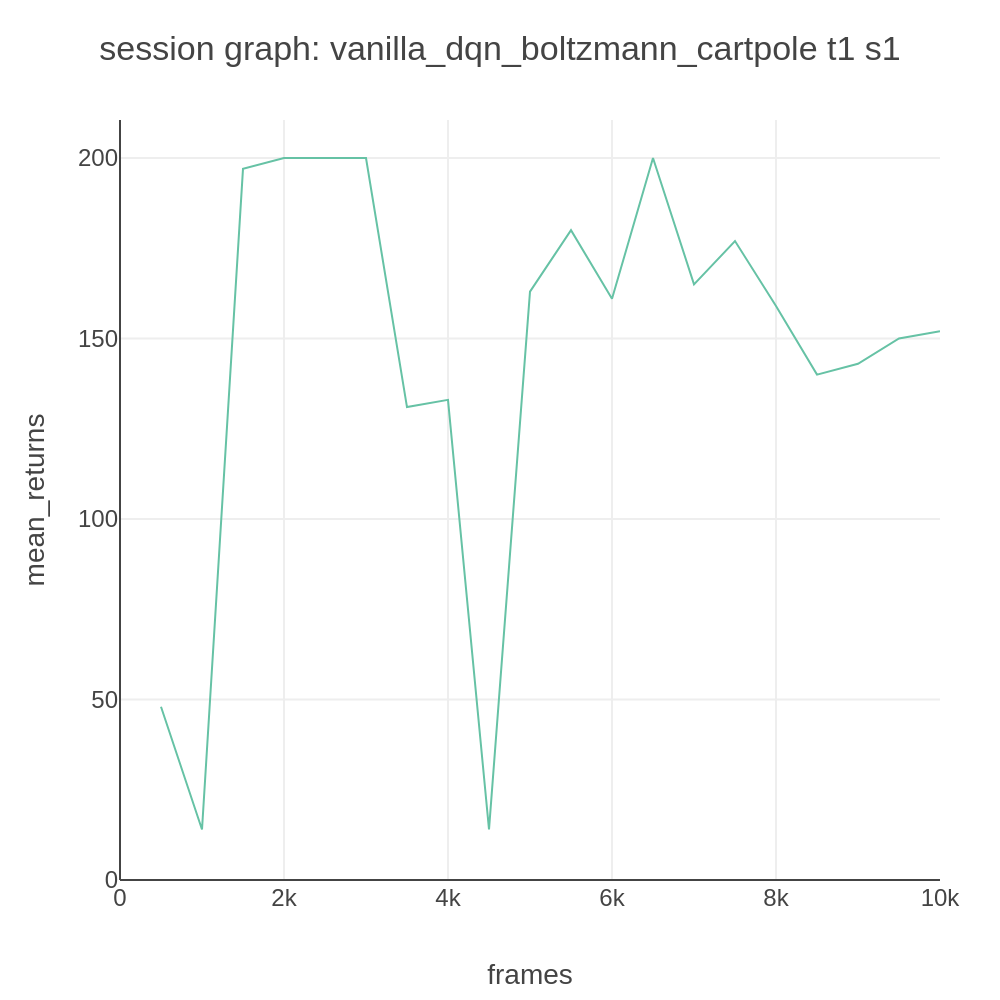 session graph: vanilla_dqn_boltzmann_cartpole t1 s1
200
150
100
50
0
mean_returns
0 2k 4k 6k 8k 10k
frames